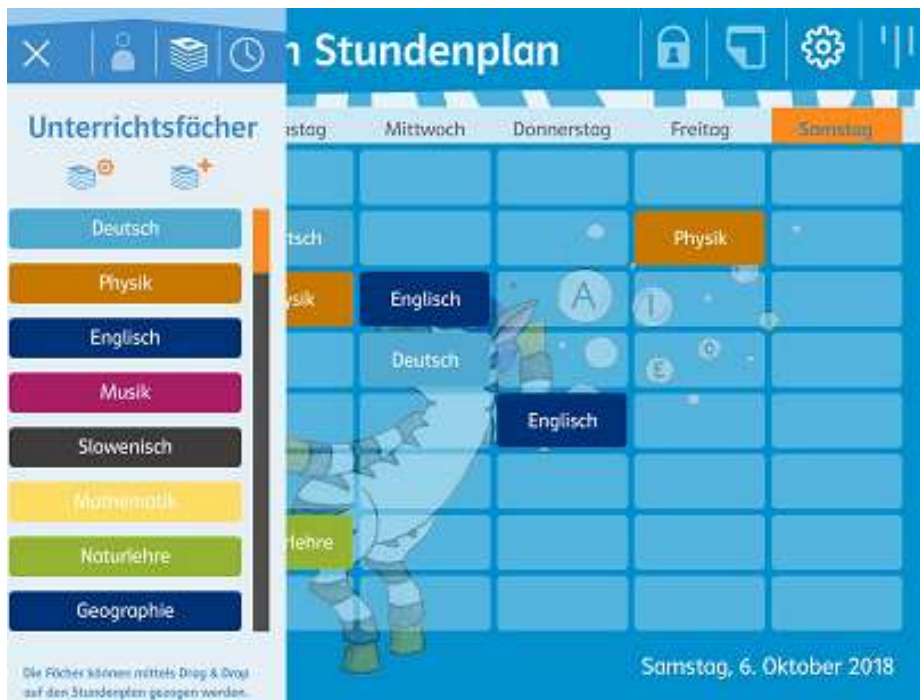 n Stundenplan
Unterrichtsfächer
nstag Mittwoch Donnerstag Freitag Samstag
Deutsch
tsch Physik
Physik
ysik Englisch A I
Englisch
Deutsch E C
Musik
Englisch
Slowenisch
Mathematik
Naturlehre
rlehre
Geographie
Die Fächer können mittels Drag & Drop
auf den Stundenplan gezogen werden.
Samstag, 6. Oktober 2018